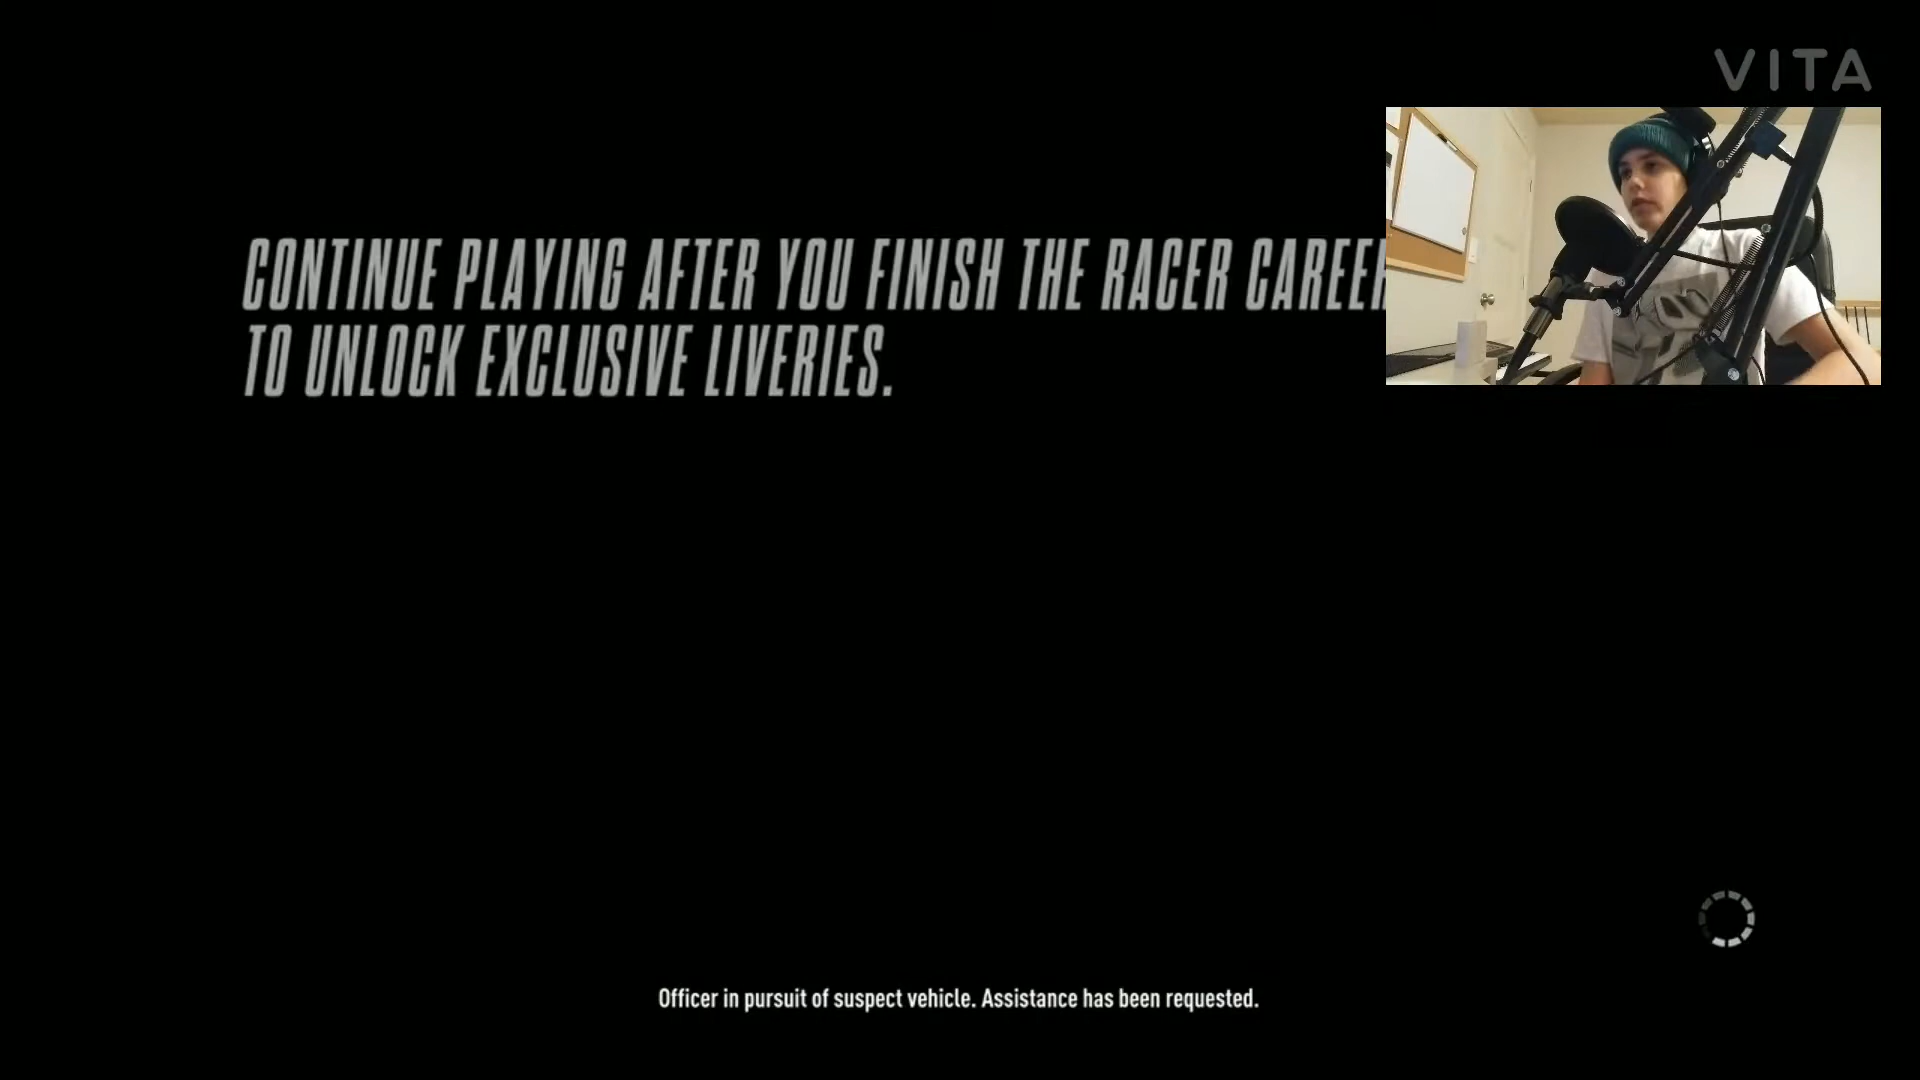 VITA
CONTINUE PLAYING AFTER YOU FINISH THE RACER CAREER
TO UNLOCK EXCLUSIVE LIVERIES.
Officer in pursuit of suspect vehicle. Assistance has been requested.